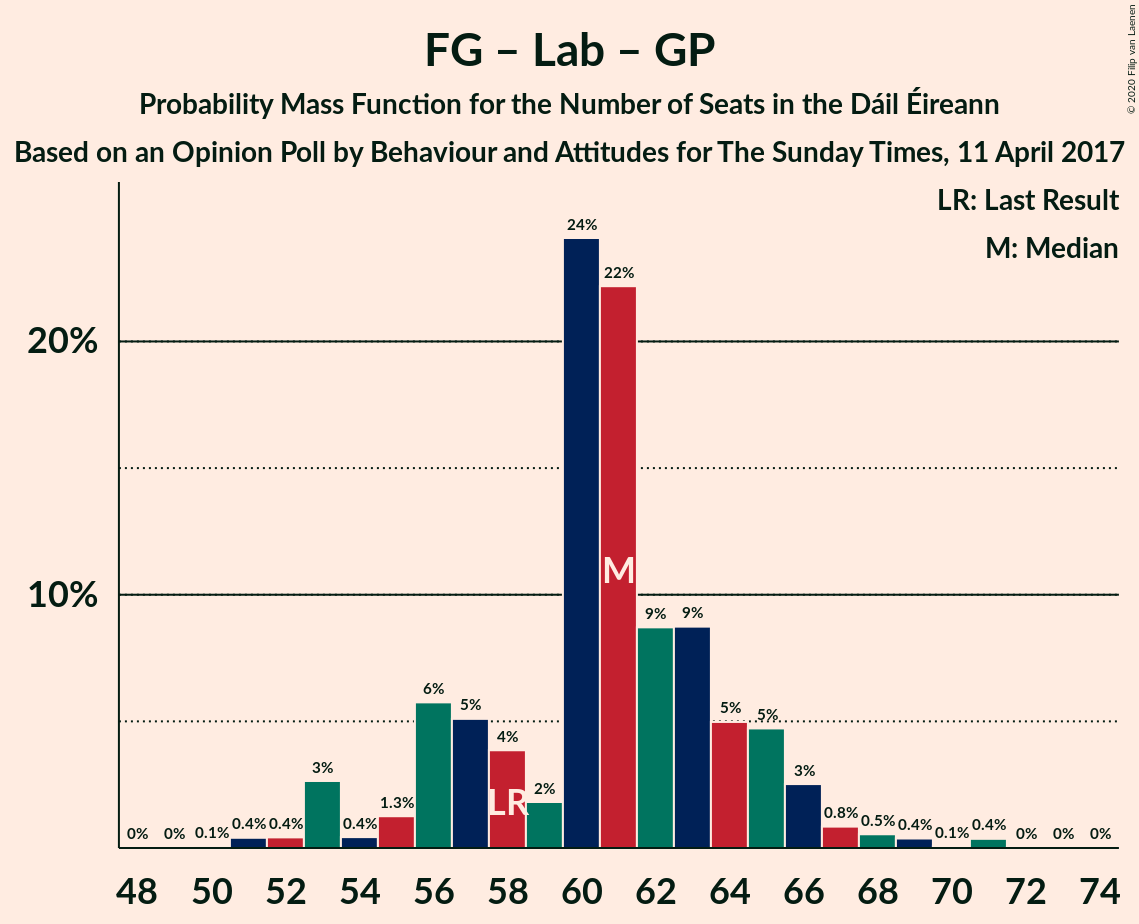 FG – Lab – GP
Probability Mass Function for the Number of Seats in the Dáil Éireann
Based on an Opinion Poll by Behaviour and Attitudes for The Sunday Times, 11 April 2017
© 2020 Filip van Laenen
LR: Last Result
M: Median
20%
10%
0% 0% 0.1% 0.4% 0.4% 3% 0.4% 1.3% 6% 5% 4% 2% 24% 22% 9% 9% 5% 5% 3% 0.8% 0.5% 0.4% 0.1% 0.4% 0% 0% 0%
LR
M
48 50 52 54 56 58 60 62 64 66 68 70 72 74